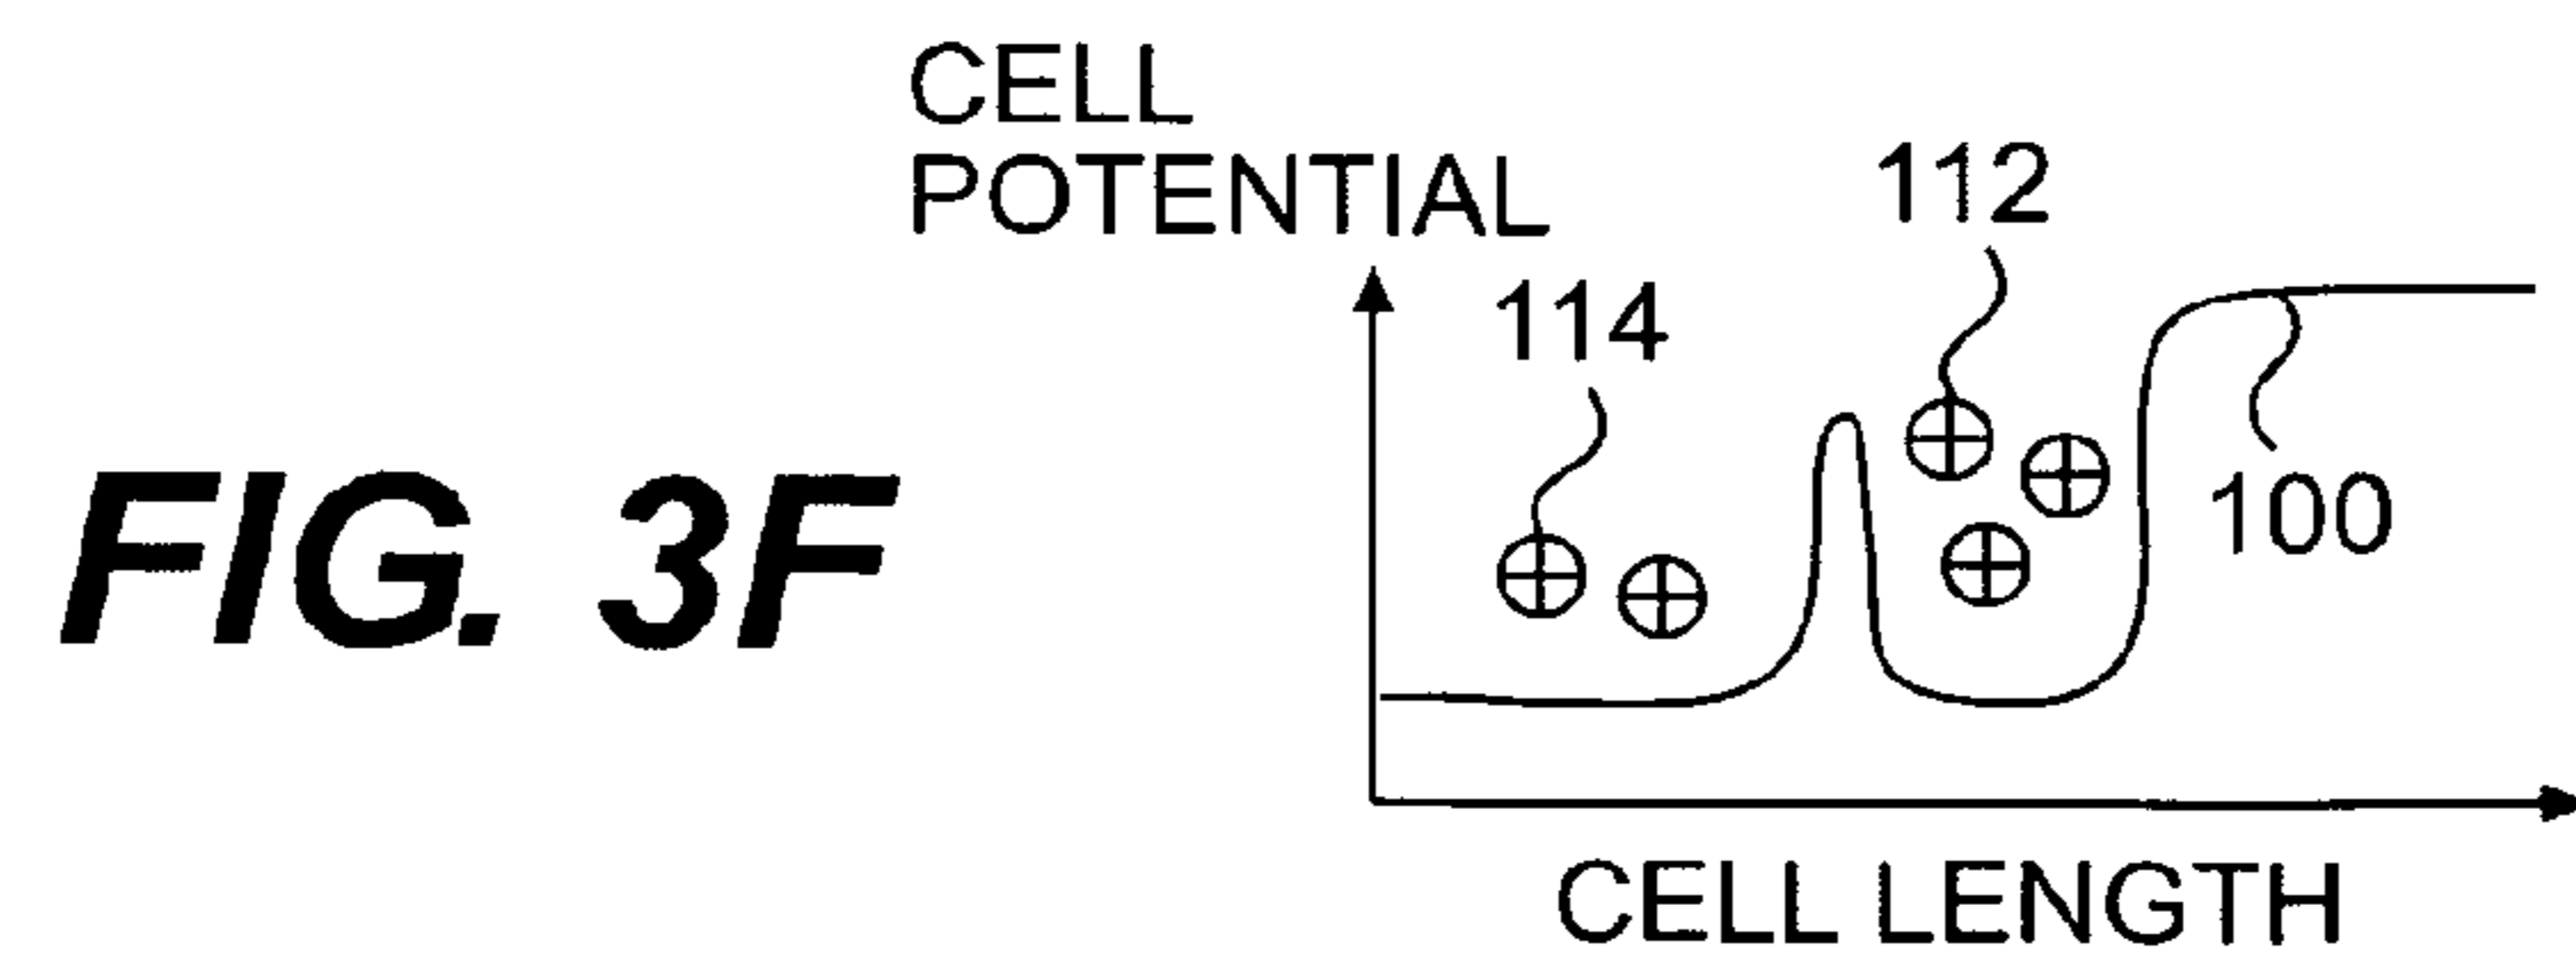 CELL
POTENTIAL
112
114
100
FIG. 3F
CELL LENGTH